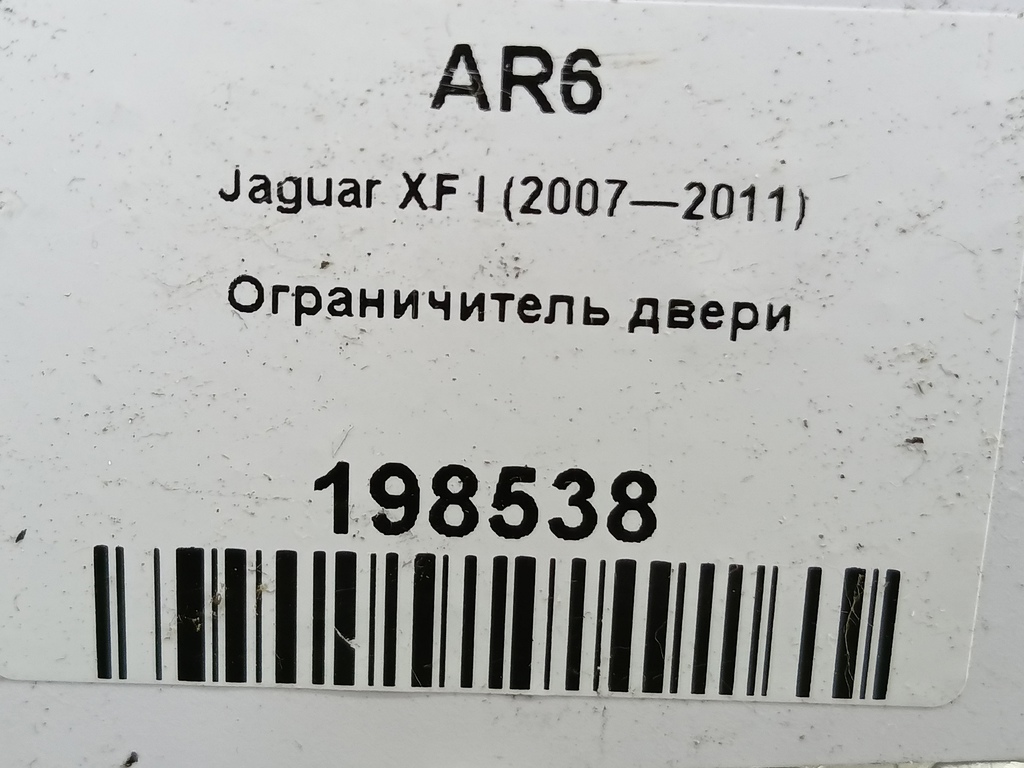 AR6
Jaguar XF I (2007—2011)
Ограничитель двери
198538